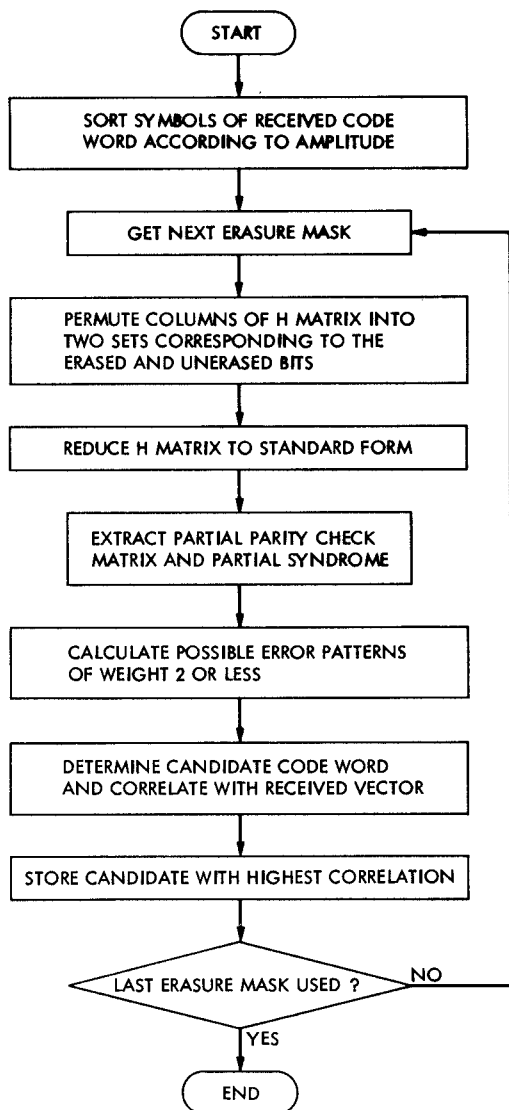 START
SORT SYMBOLS OF RECEIVED CODE
WORD ACCORDING TO AMPLITUDE
GET NEXT ERASURE MASK
PERMUTE COLUMNS OF H MATRIX INTO
TWO SETS CORRESPONDING TO THE
ERASED AND UNERASED BITS
REDUCE H MATRIX TO STANDARD FORM
EXTRACT PARTIAL PARITY CHECK
MATRIX AND PARTIAL SYNDROME
CALCULATE POSSIBLE ERROR PATTERNS
OF WEIGHT 2 OR LESS
DETERMINE CANDIDATE CODE WORD
AND CORRELATE WITH RECEIVED VECTOR
STORE CANDIDATE WITH HIGHEST CORRELATION
LAST ERASURE MASK USED ?
NO
YES
END